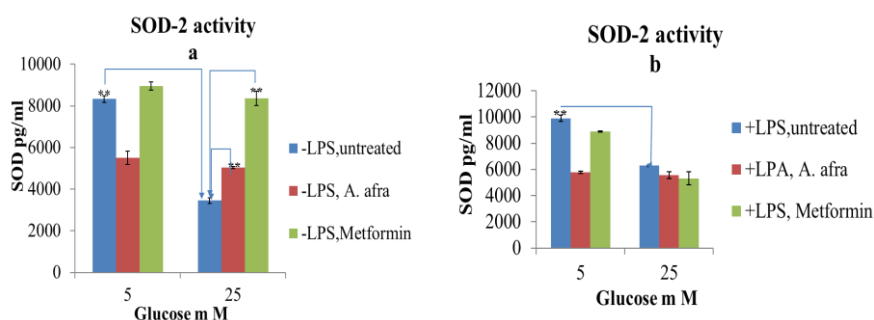 SOD-2 activity
a
SOD pg/ml
10000
8000
6000
4000
2000
0
**
**
**
5
25
Glucose m M
-LPS,untreated
-LPS, A. afra
-LPS,Metformin
SOD-2 activity
b
SOD pg/ml
12000
10000
8000
6000
4000
2000
0
**
5
25
Glucose m M
+LPS,untreated
+LPA, A. afra
+LPS, Metformin